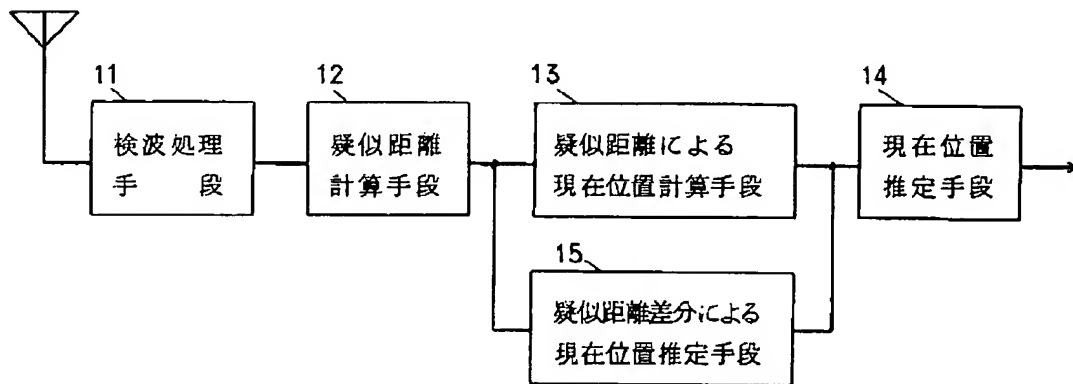 11
検波処理
手段
12
疑似距離
計算手段
13
疑似距離による
現在位置計算手段
14
現在位置
推定手段
15
疑似距離差分による
現在位置推定手段